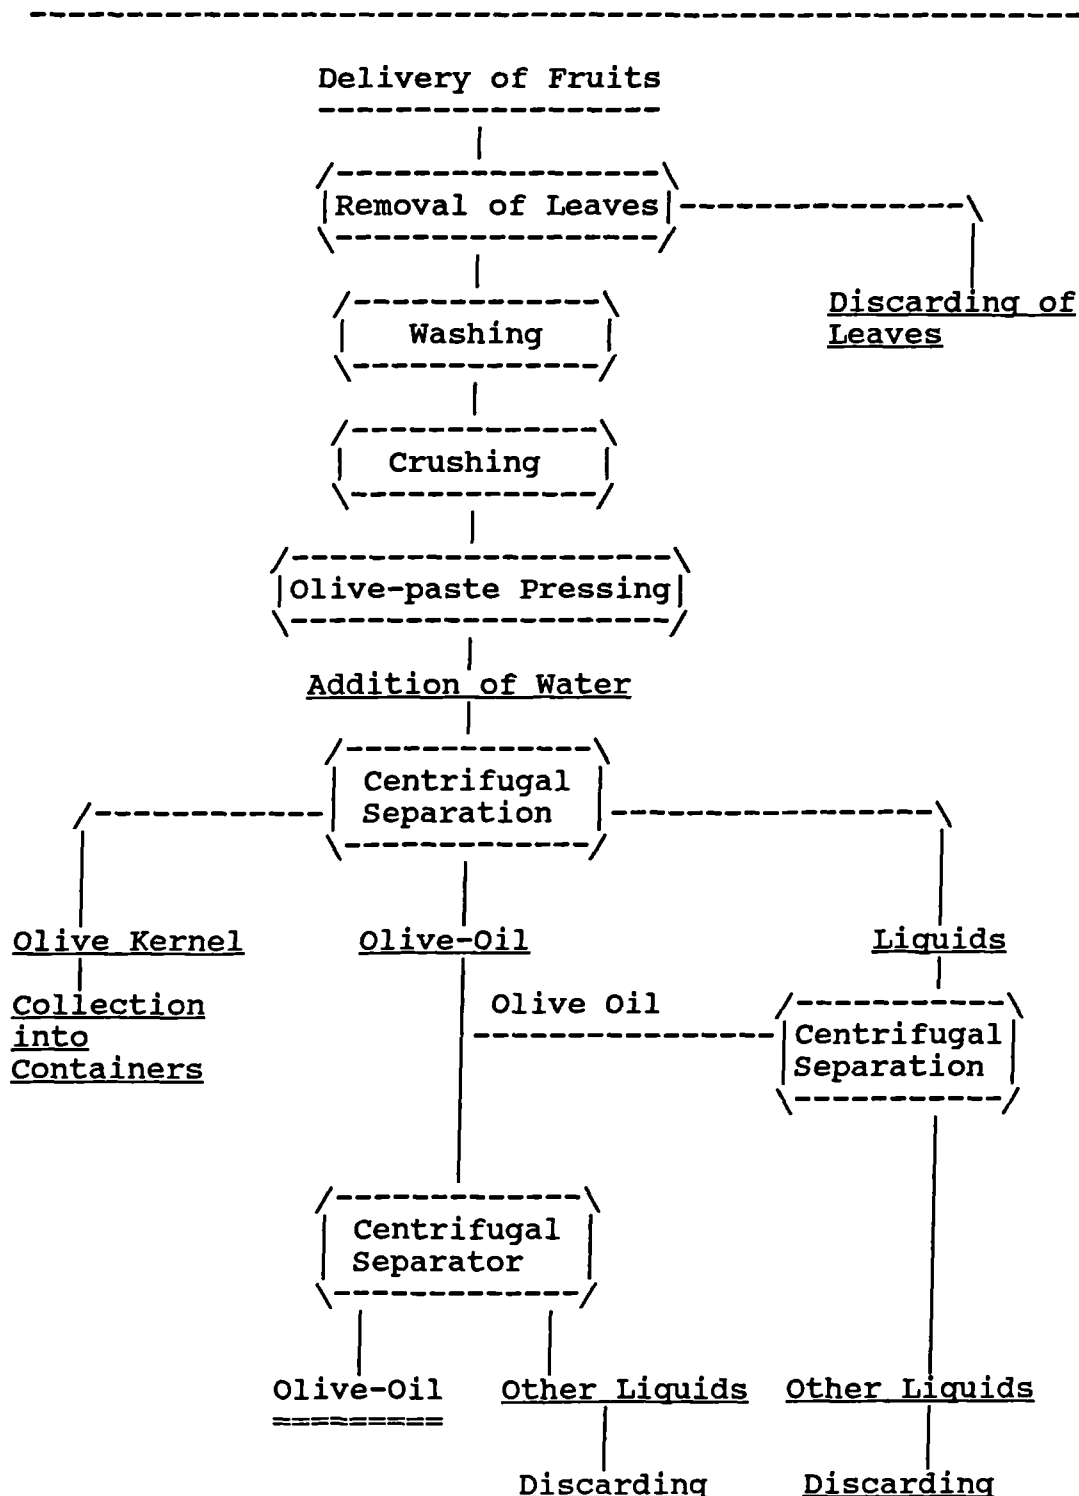 Delivery of Fruits
Removal of Leaves
Discarding of
Leaves
Washing
Crushing
Olive-paste Pressing
Addition of Water
Centrifugal
Separation
Olive Kernel
Olive-Oil
Liquids
Collection
into
Containers
Olive Oil
Centrifugal
Separation
Centrifugal
Separator
Olive-Oil
Other Liquids
Other Liquids
Discarding
Discarding